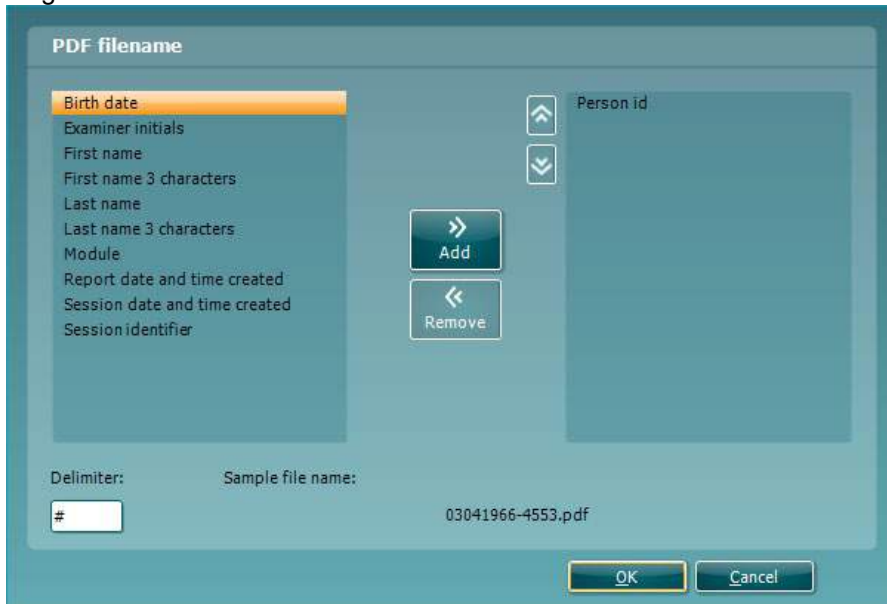 PDF filename
Birth date
Examiner initials
First name
First name 3 characters
Last name
Last name 3 characters
Module
Report date and time created
Session date and time created
Session identifier
Add
Remove
Person id
Delimiter:
Sample file name:
#
03041966-4553.pdf
OK
Cancel